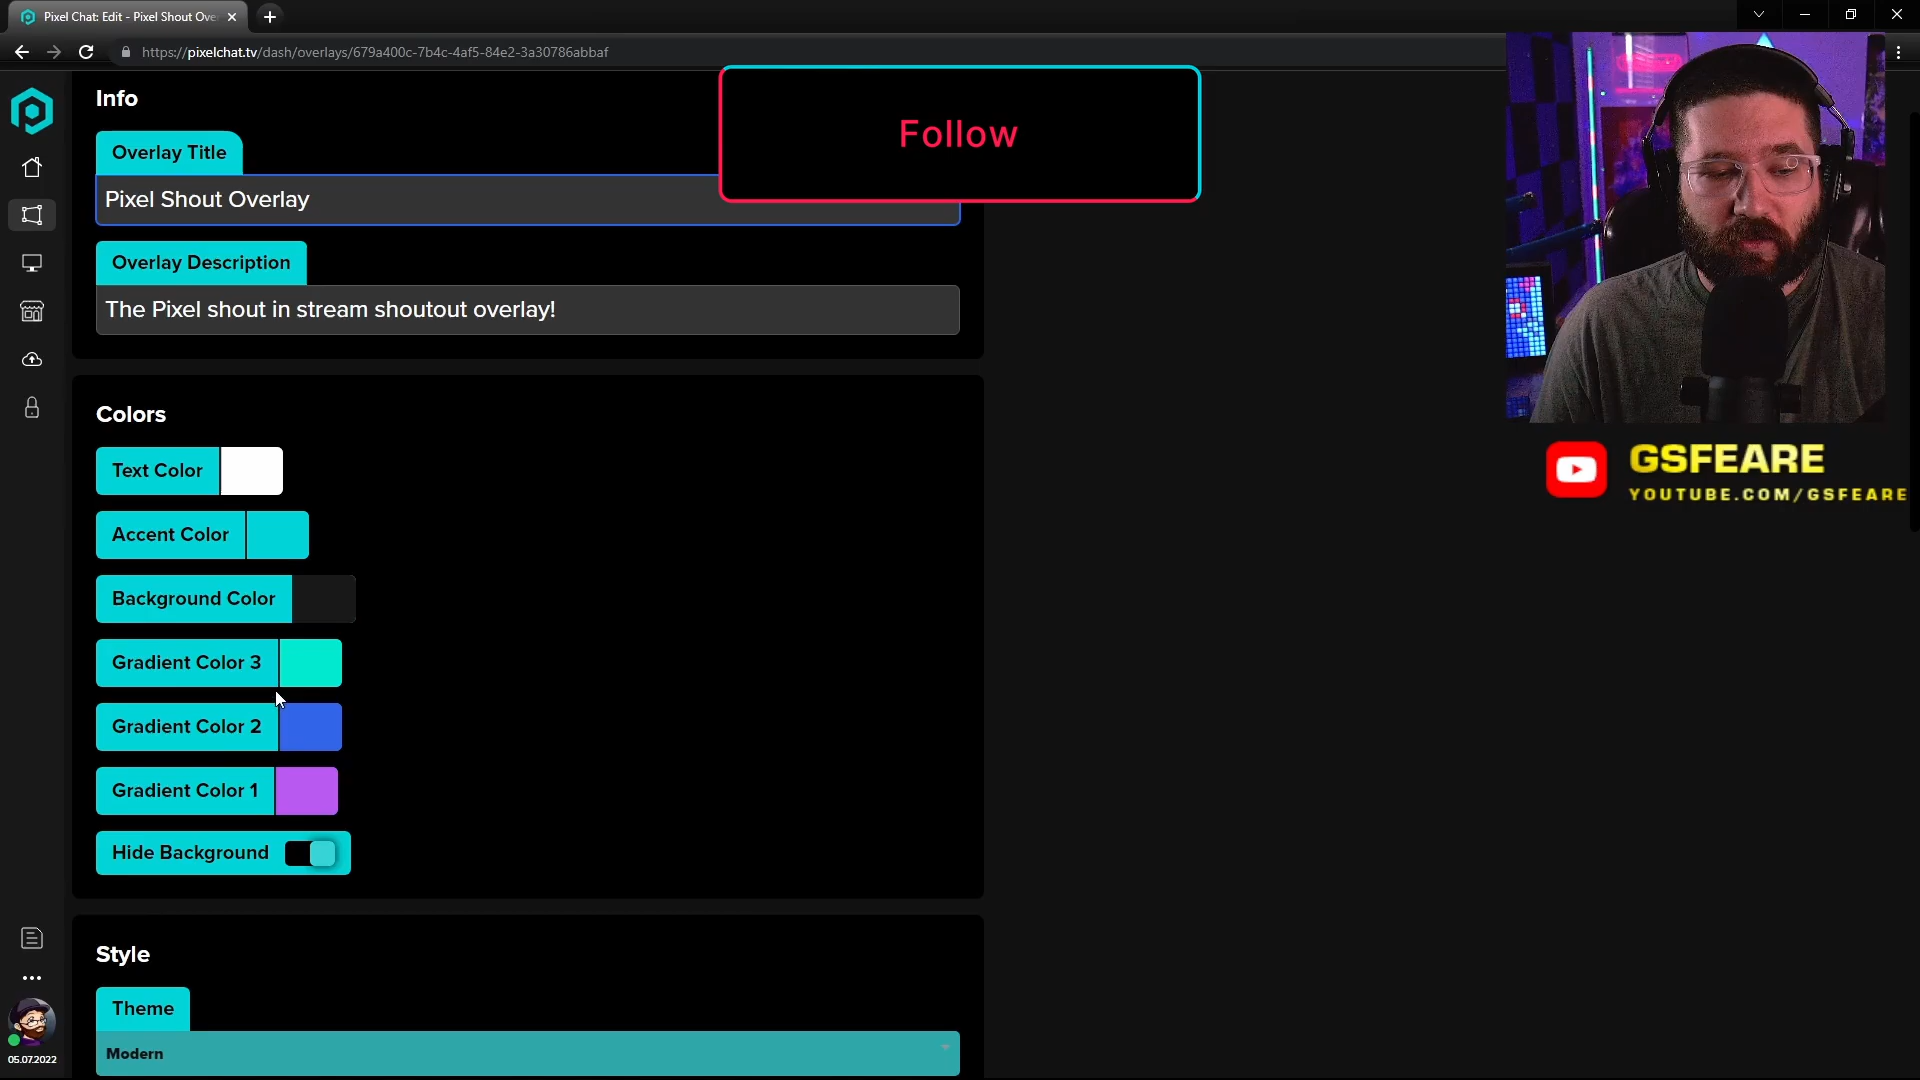 Pixel Chat: Edit - Pixel Shout Ove
https://pixelchat.tv/dash/overlays/679a400c-7b4c-4af5-84e2-3a30786abbaf
Info
Follow
Overlay Title
Pixel Shout Overlay
Overlay Description
The Pixel shout in stream shoutout overlay!
GSFEARE
YOUTUBE.COM/GSFEARE
Colors
Text Color
Accent Color
Background Color
Gradient Color 3
Gradient Color 2
Gradient Color 1
Hide Background
Style
Theme
Modern
05.07.2022